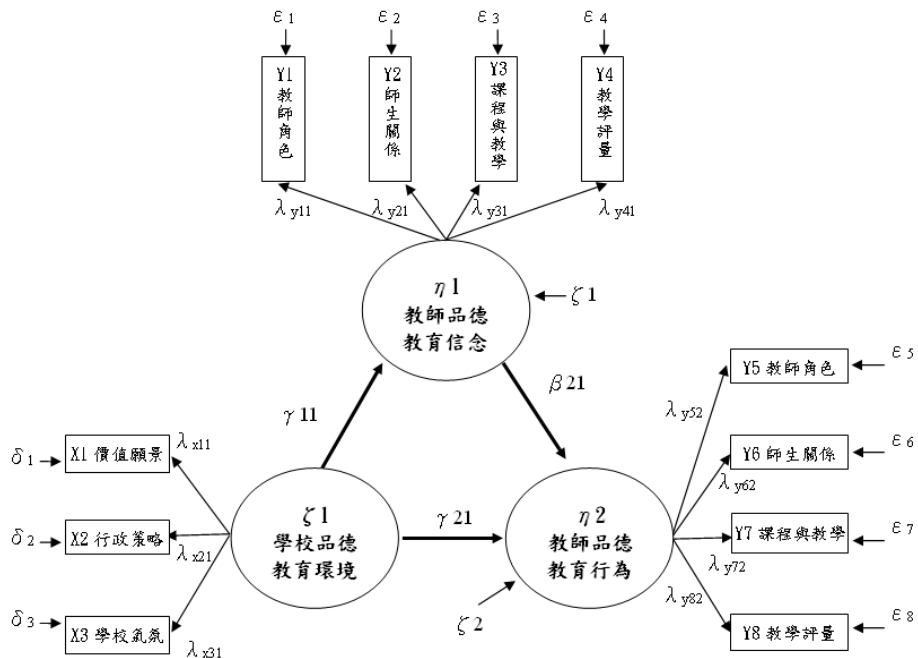 ε1
ε2
ε3
ε4
Y1
教師角色
Y2
師生關係
Y3
課程與教學
Y4
教學評量
λy11
λy21
λy31
λy41
η1
教師品德
教育信念
ζ1
γ11
β21
δ1
X1 價值願景
λx11
δ2
X2 行政策略
λx21
δ3
X3 學校氣氛
λx31
ζ1
學校品德
教育環境
γ21
η2
教師品德
教育行為
ζ2
λy52
Y5 教師角色
ε5
λy62
Y6 師生關係
ε6
λy72
Y7 課程與教學
ε7
λy82
Y8 教學評量
ε8